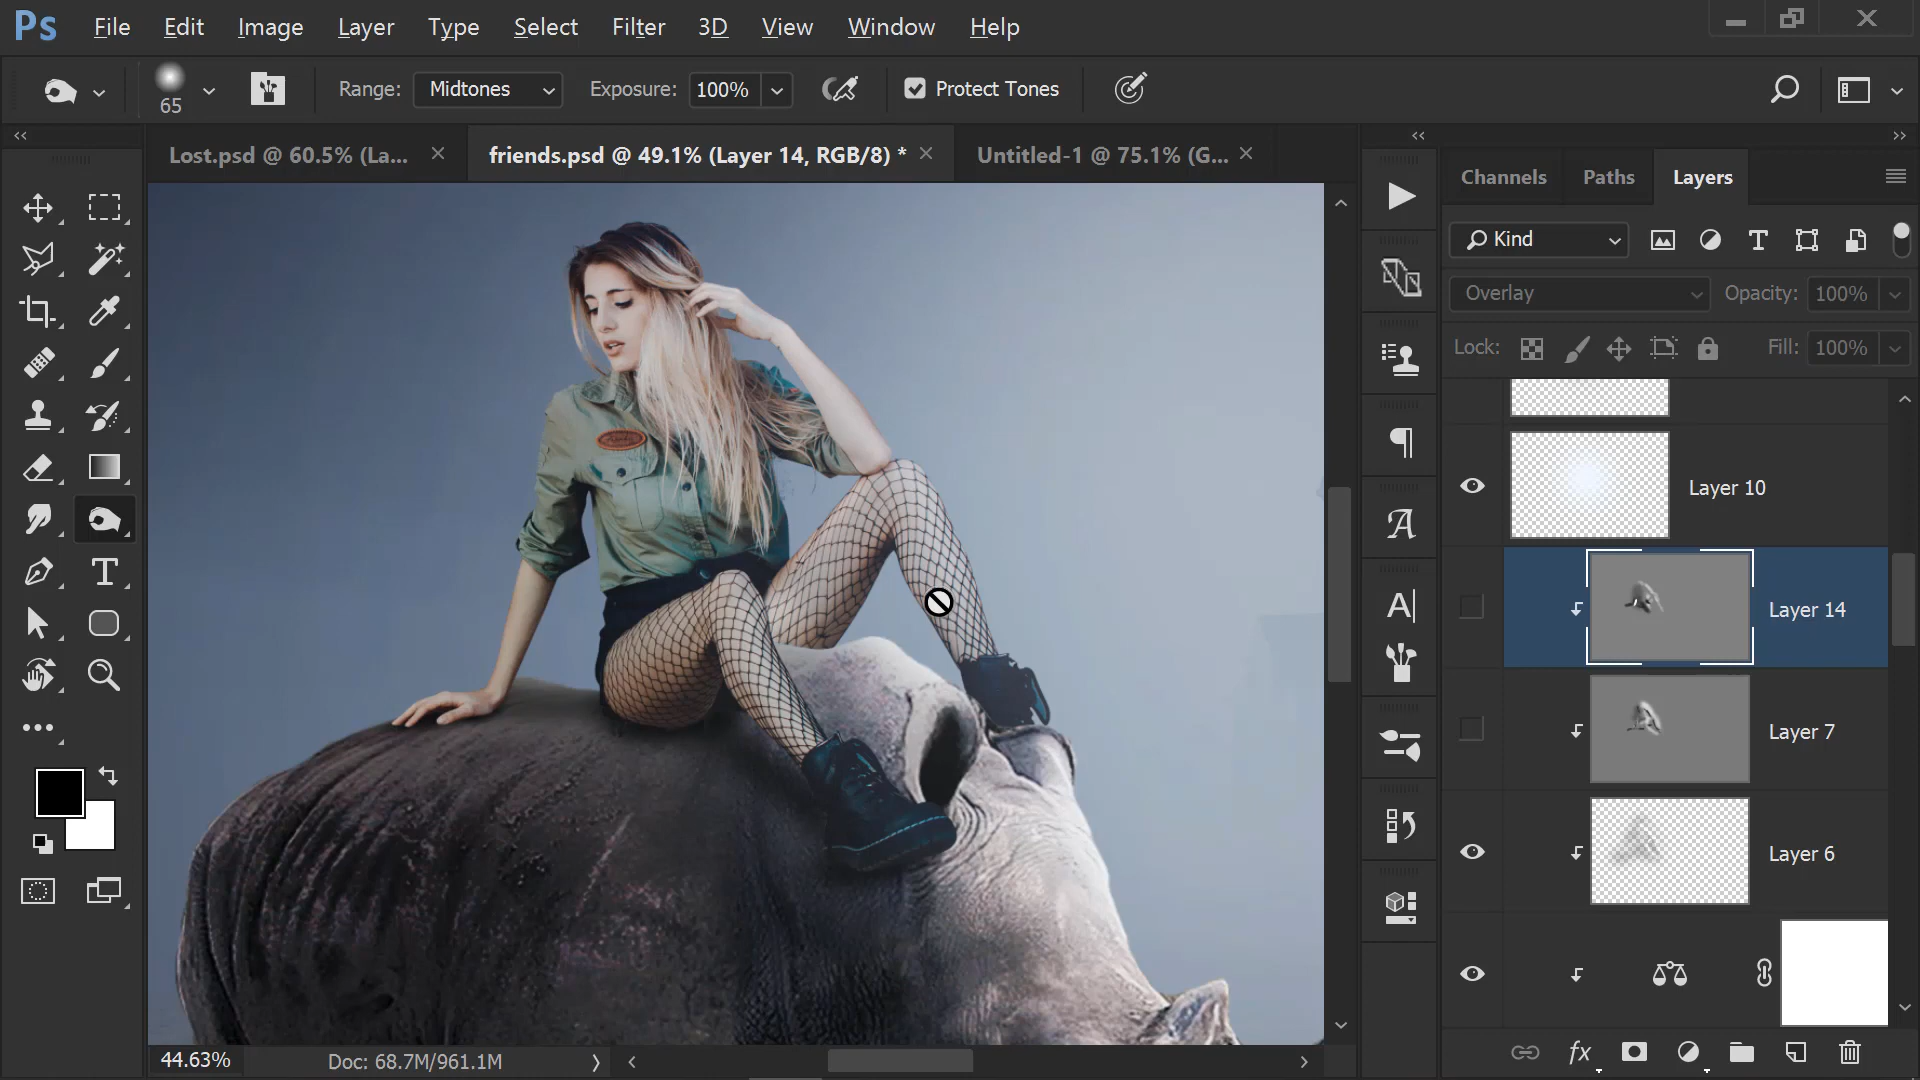 Ps File Edit Image Layer Type Select Filter 3D View Window Help
65 Range: Midtones Exposure: 100% Protect Tones
Lost.psd @ 60.5% (La... friends.psd @ 49.1% (Layer 14, RGB/8) * Untitled-1 @ 75.1% (G...
Channels Paths Layers
Kind
Overlay Opacity: 100%
Lock: Fill: 100%
Layer 10
Layer 14
Layer 7
Layer 6
fx
44.63% Doc: 68.7M/961.1M